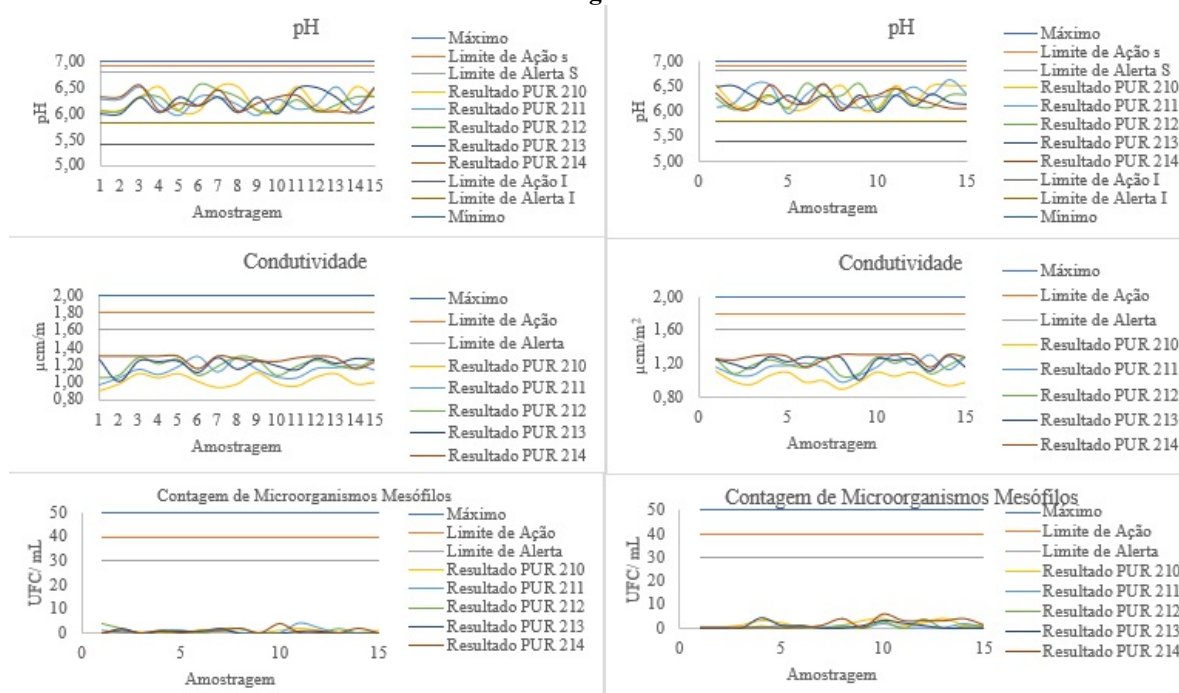 pH
7,00
6,50
6,00
5,50
5,00
pH
1 2 3 4 5 6 7 8 9 10 11 12 13 14 15
Amostragem
Máximo
Limite de Ação s
Limite de Alerta S
Resultado PUR 210
Resultado PUR 211
Resultado PUR 212
Resultado PUR 213
Resultado PUR 214
Limite de Ação I
Limite de Alerta I
Mínimo
pH
7,00
6,50
6,00
5,50
5,00
pH
0 5 10 15
Amostragem
Máximo
Limite de Ação s
Limite de Alerta S
Resultado PUR 210
Resultado PUR 211
Resultado PUR 212
Resultado PUR 213
Resultado PUR 214
Limite de Ação I
Limite de Alerta I
Mínimo
Condutividade
2,00
1,80
1,60
1,40
1,20
1,00
0,80
µcm/m
1 2 3 4 5 6 7 8 9 10 11 12 13 14 15
Amostragem
Máximo
Limite de Ação
Limite de Alerta
Resultado PUR 210
Resultado PUR 211
Resultado PUR 212
Resultado PUR 213
Resultado PUR 214
Condutividade
2,00
1,60
1,20
0,80
µcm/m²
0 5 10 15
Amostragem
Máximo
Limite de Ação
Limite de Alerta
Resultado PUR 210
Resultado PUR 211
Resultado PUR 212
Resultado PUR 213
Resultado PUR 214
Contagem de Microorganismos Mesófilos
50
40
30
20
10
0
UFC/ mL
0 5 10 15
Amostragem
Máximo
Limite de Ação
Limite de Alerta
Resultado PUR 210
Resultado PUR 211
Resultado PUR 212
Resultado PUR 213
Resultado PUR 214
Contagem de Microorganismos Mesófilos
50
40
30
20
10
0
UFC/ mL
0 5 10 15
Amostragem
Máximo
Limite de Ação
Limite de Alerta
Resultado PUR 210
Resultado PUR 211
Resultado PUR 212
Resultado PUR 213
Resultado PUR 214